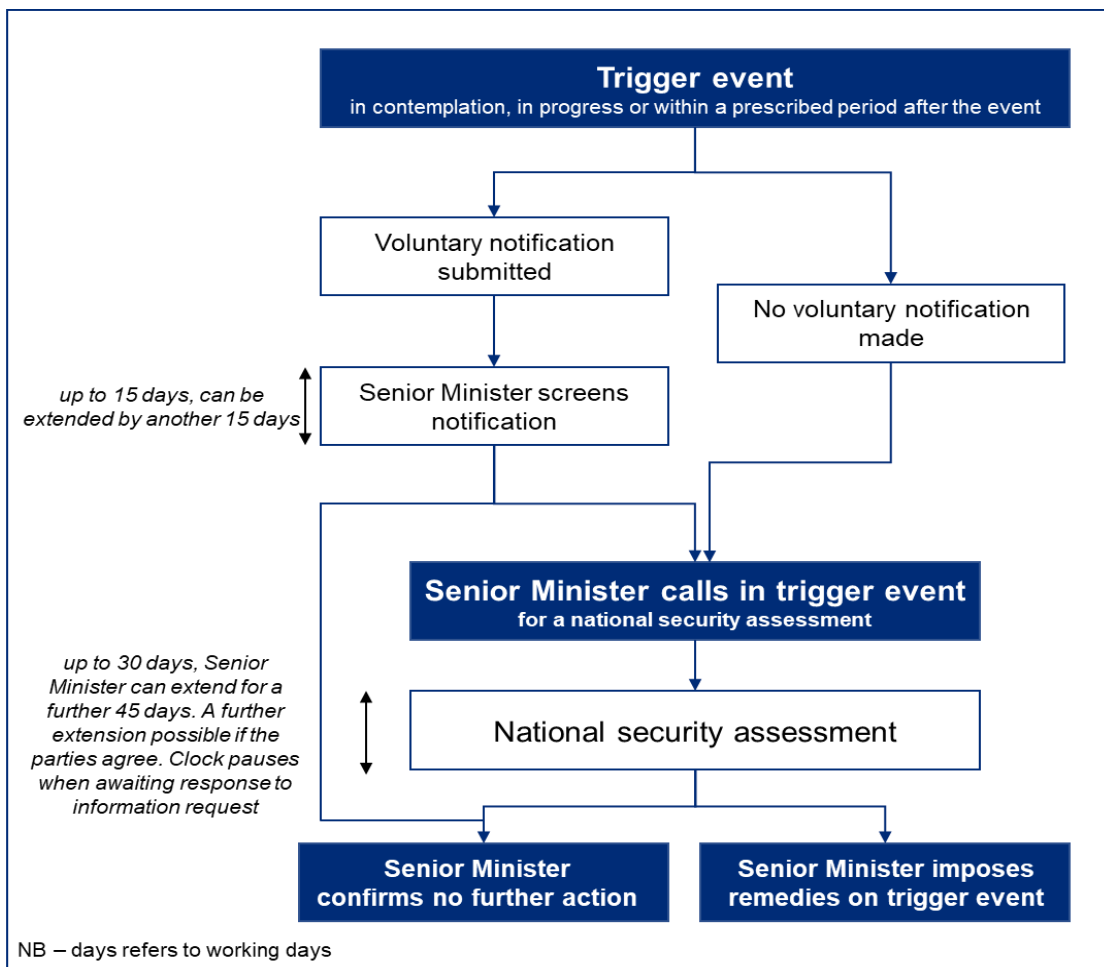 Trigger event
in contemplation, in progress or within a prescribed period after the event
Voluntary notification
submitted
No voluntary notification
made
up to 15 days, can be
extended by another 15 days
Senior Minister screens
notification
Senior Minister calls in trigger event
for a national security assessment
up to 30 days, Senior
Minister can extend for a
further 45 days. A further
extension possible if the
parties agree. Clock pauses
when awaiting response to
information request
National security assessment
Senior Minister
confirms no further action
Senior Minister imposes
remedies on trigger event
NB – days refers to working days